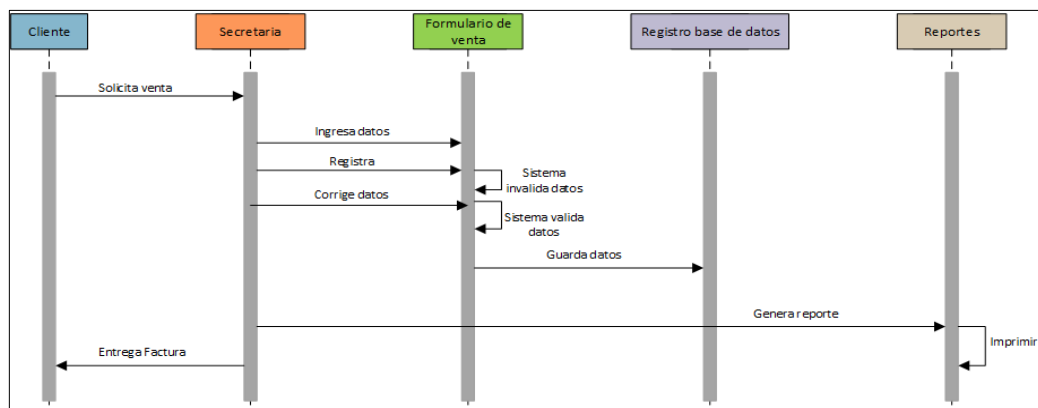 Cliente
Secretaria
Formulario de
venta
Registro base de datos
Reportes
Solicita venta
Ingresa datos
Registra
Sistema
invalida datos
Corrige datos
Sistema valida
datos
Guarda datos
Genera reporte
Imprimir
Entrega Factura